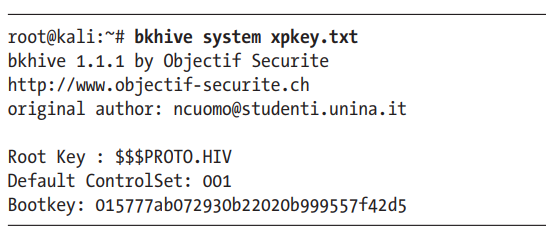 root@kali:~# bkhive system xpkey.txt
bkhive 1.1.1 by Objectif Securite
http://www.objectif-securite.ch
original author: ncuomo@studenti.unina.it
Root Key : $$$PROTO.HIV
Default ControlSet: 001
Bootkey: 015777ab072930b22020b999557f42d5